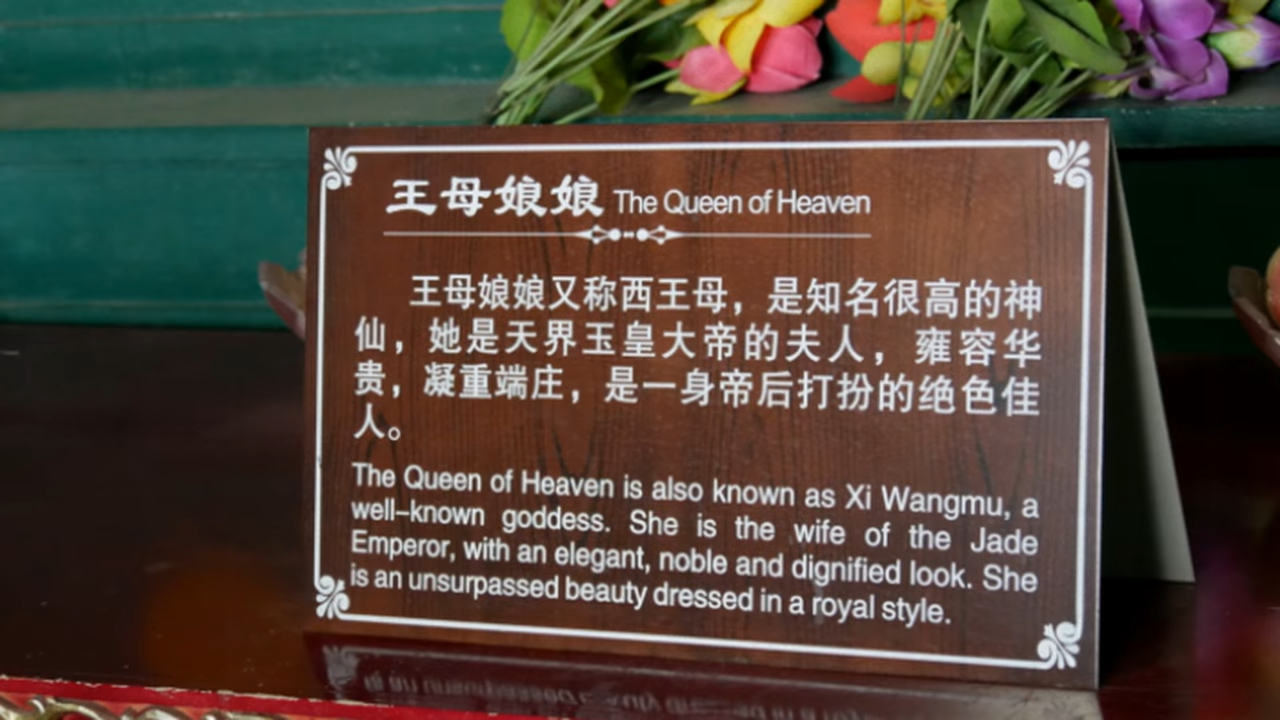 王母娘娘 The Queen of Heaven
王母娘娘又称西王母，是知名很高的神
仙，她是天界玉皇大帝的夫人，雍容华
贵，凝重端庄，是一身帝后打扮的绝色佳
人。
The Queen of Heaven is also known as Xi Wangmu, a
well-known goddess. She is the wife of the Jade
Emperor, with an elegant, noble and dignified look. She
is an unsurpassed beauty dressed in a royal style.